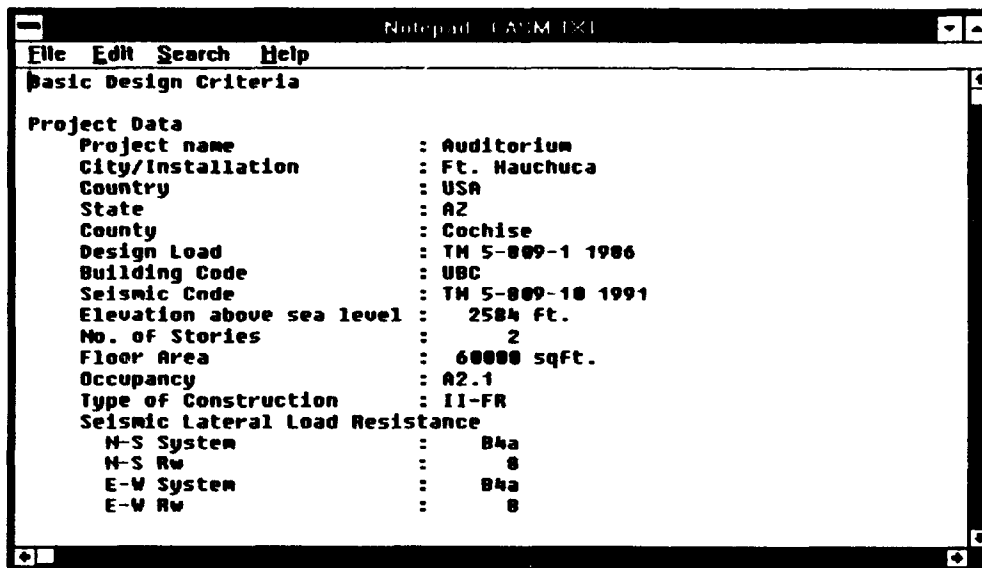 Notepad - CASM.TXT
File Edit Search Help
Basic Design Criteria
Project Data
Project name : Auditorium
City/Installation : Ft. Hauchuca
Country : USA
State : AZ
County : Cochise
Design Load : TM 5-809-1 1986
Building Code : UBC
Seismic Code : TM 5-809-10 1991
Elevation above sea level : 2584 ft.
No. of Stories : 2
Floor Area : 60000 sqft.
Occupancy : A2.1
Type of Construction : II-FR
Seismic Lateral Load Resistance
N-S System : B4a
N-S Rw : 8
E-W System : B4a
E-W Rw : 8